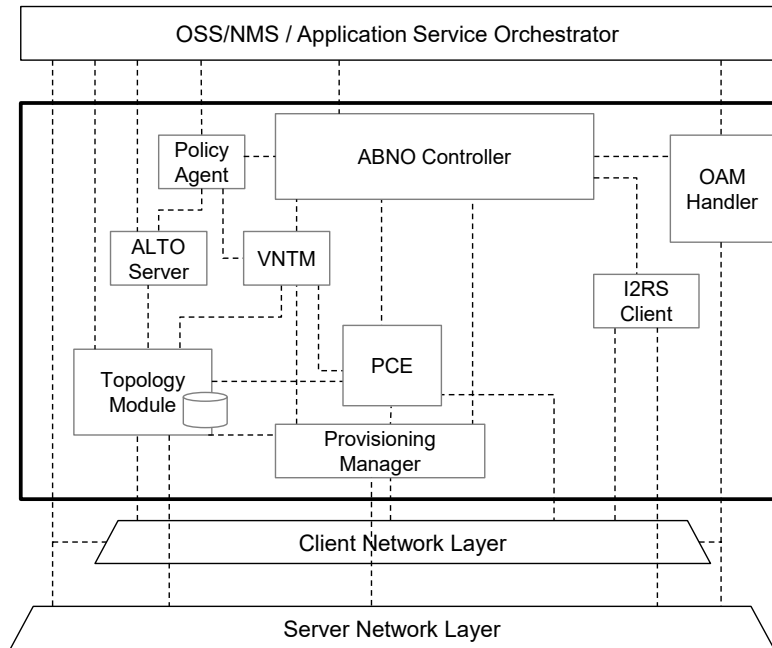 OSS/NMS / Application Service Orchestrator
Policy
Agent
ABNO Controller
OAM
Handler
ALTO
Server
VNTM
I2RS
Client
Topology
Module
PCE
Provisioning
Manager
Client Network Layer
Server Network Layer